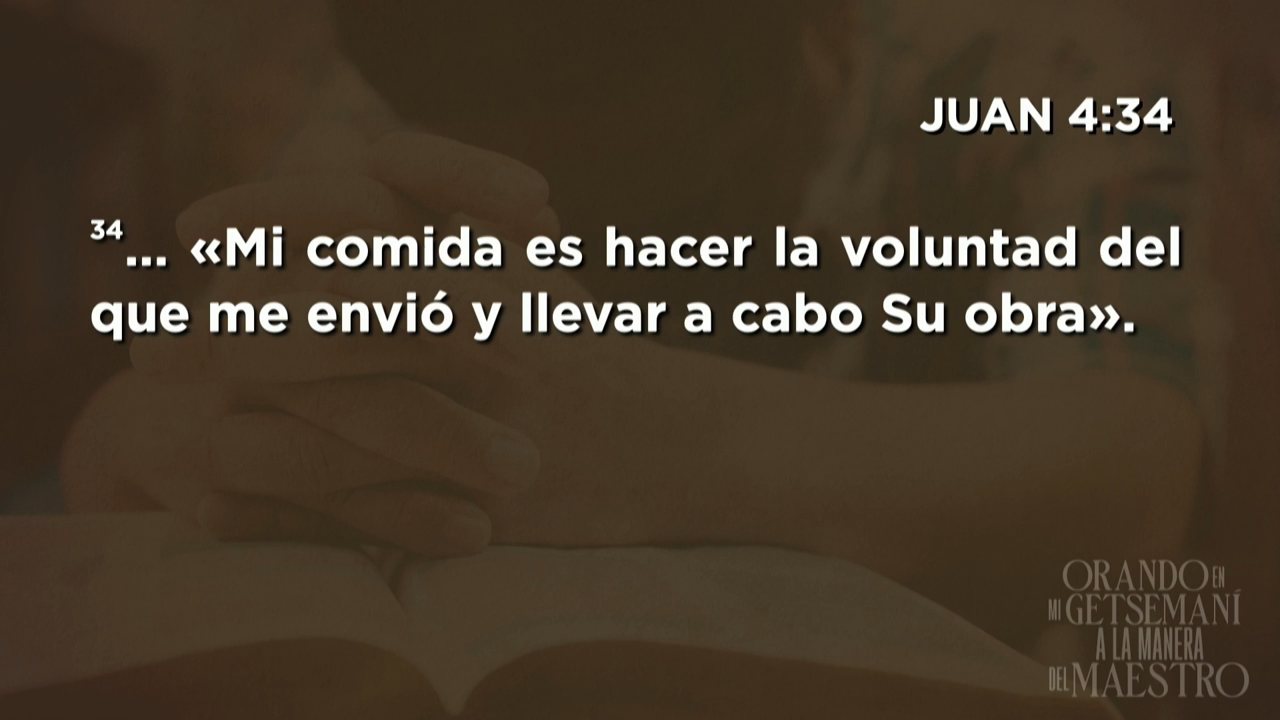 JUAN 4:34
34... «Mi comida es hacer la voluntad del
que me envió y llevar a cabo Su obra».
ORANDO EN
MI GETSEMANÍ
A LA MANERA
DEL MAESTRO